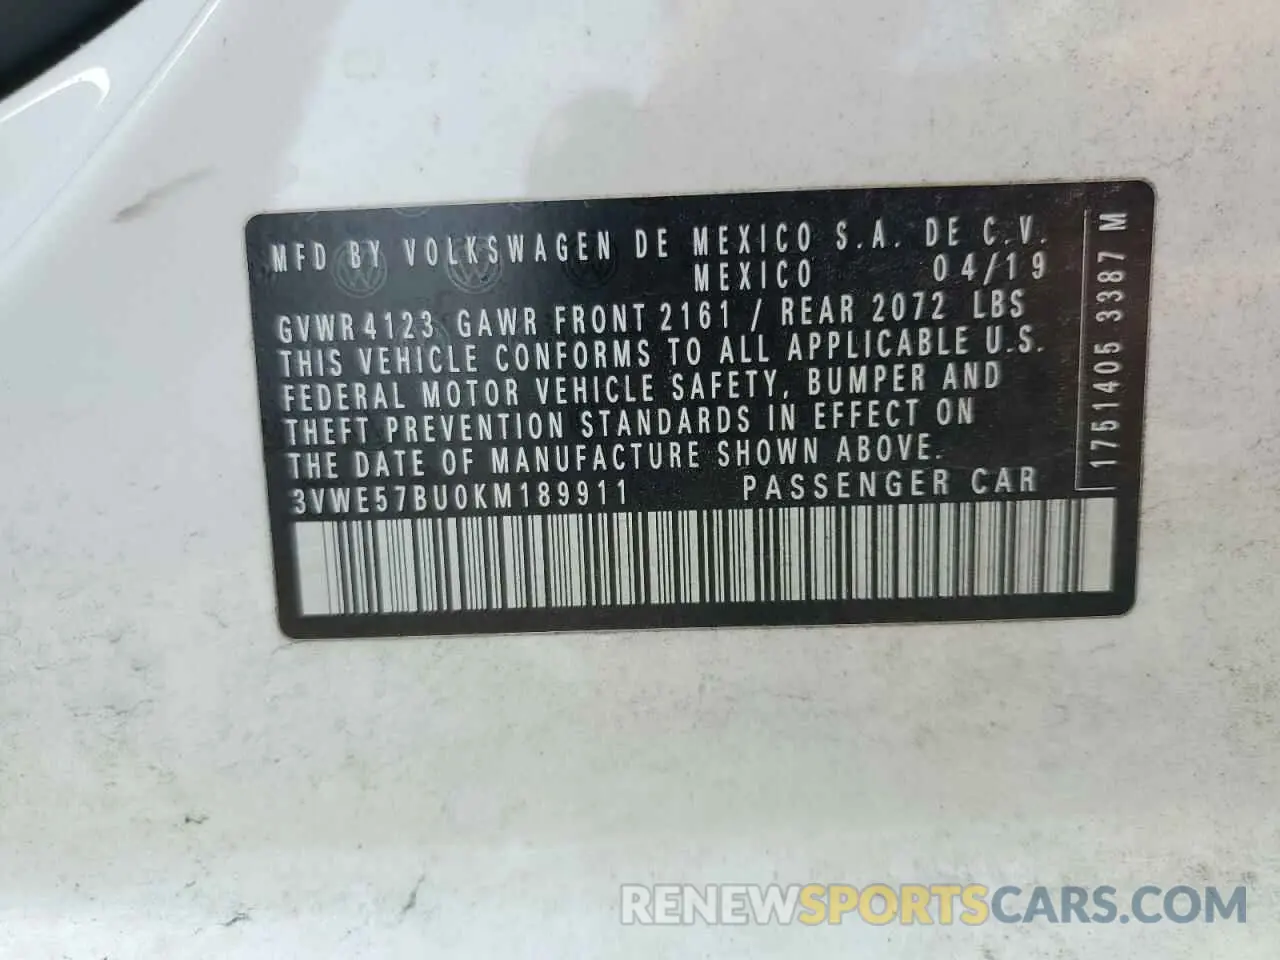 MFD BY VOLKSWAGEN DE MEXICO S.A. DE C.V.
MEXICO 04/19
GVWR 4123 GAWR FRONT 2161 / REAR 2072 LBS
THIS VEHICLE CONFORMS TO ALL APPLICABLE U.S.
FEDERAL MOTOR VEHICLE SAFETY, BUMPER AND
THEFT PREVENTION STANDARDS IN EFFECT ON
THE DATE OF MANUFACTURE SHOWN ABOVE.
3VWE57BU0KM189911 PASSENGER CAR
1751405 3387 M
RENEWSPORTSCARS.COM